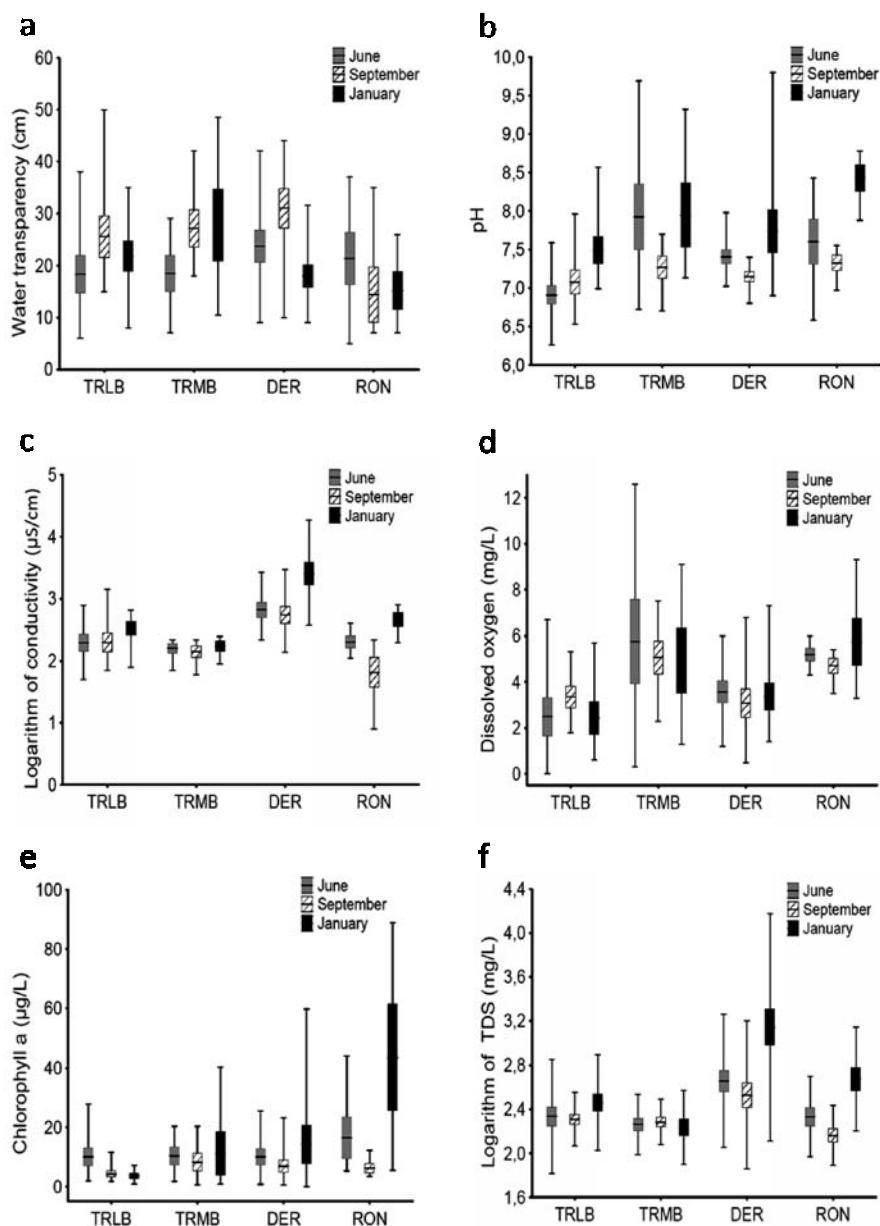 a
Water transparency (cm)
60
50
40
30
20
10
0
June
September
January
TRLB TRMB DER RON
b
pH
10,0
9,5
9,0
8,5
8,0
7,5
7,0
6,5
6,0
June
September
January
TRLB TRMB DER RON
c
Logarithm of conductivity (µS/cm)
5
4
3
2
1
0
June
September
January
TRLB TRMB DER RON
d
Dissolved oxygen (mg/L)
12
10
8
6
4
2
0
June
September
January
TRLB TRMB DER RON
e
Chlorophyll a (µg/L)
100
80
60
40
20
0
June
September
January
TRLB TRMB DER RON
f
Logarithm of TDS (mg/L)
4,4
4,0
3,6
3,2
2,8
2,4
2,0
1,6
June
September
January
TRLB TRMB DER RON